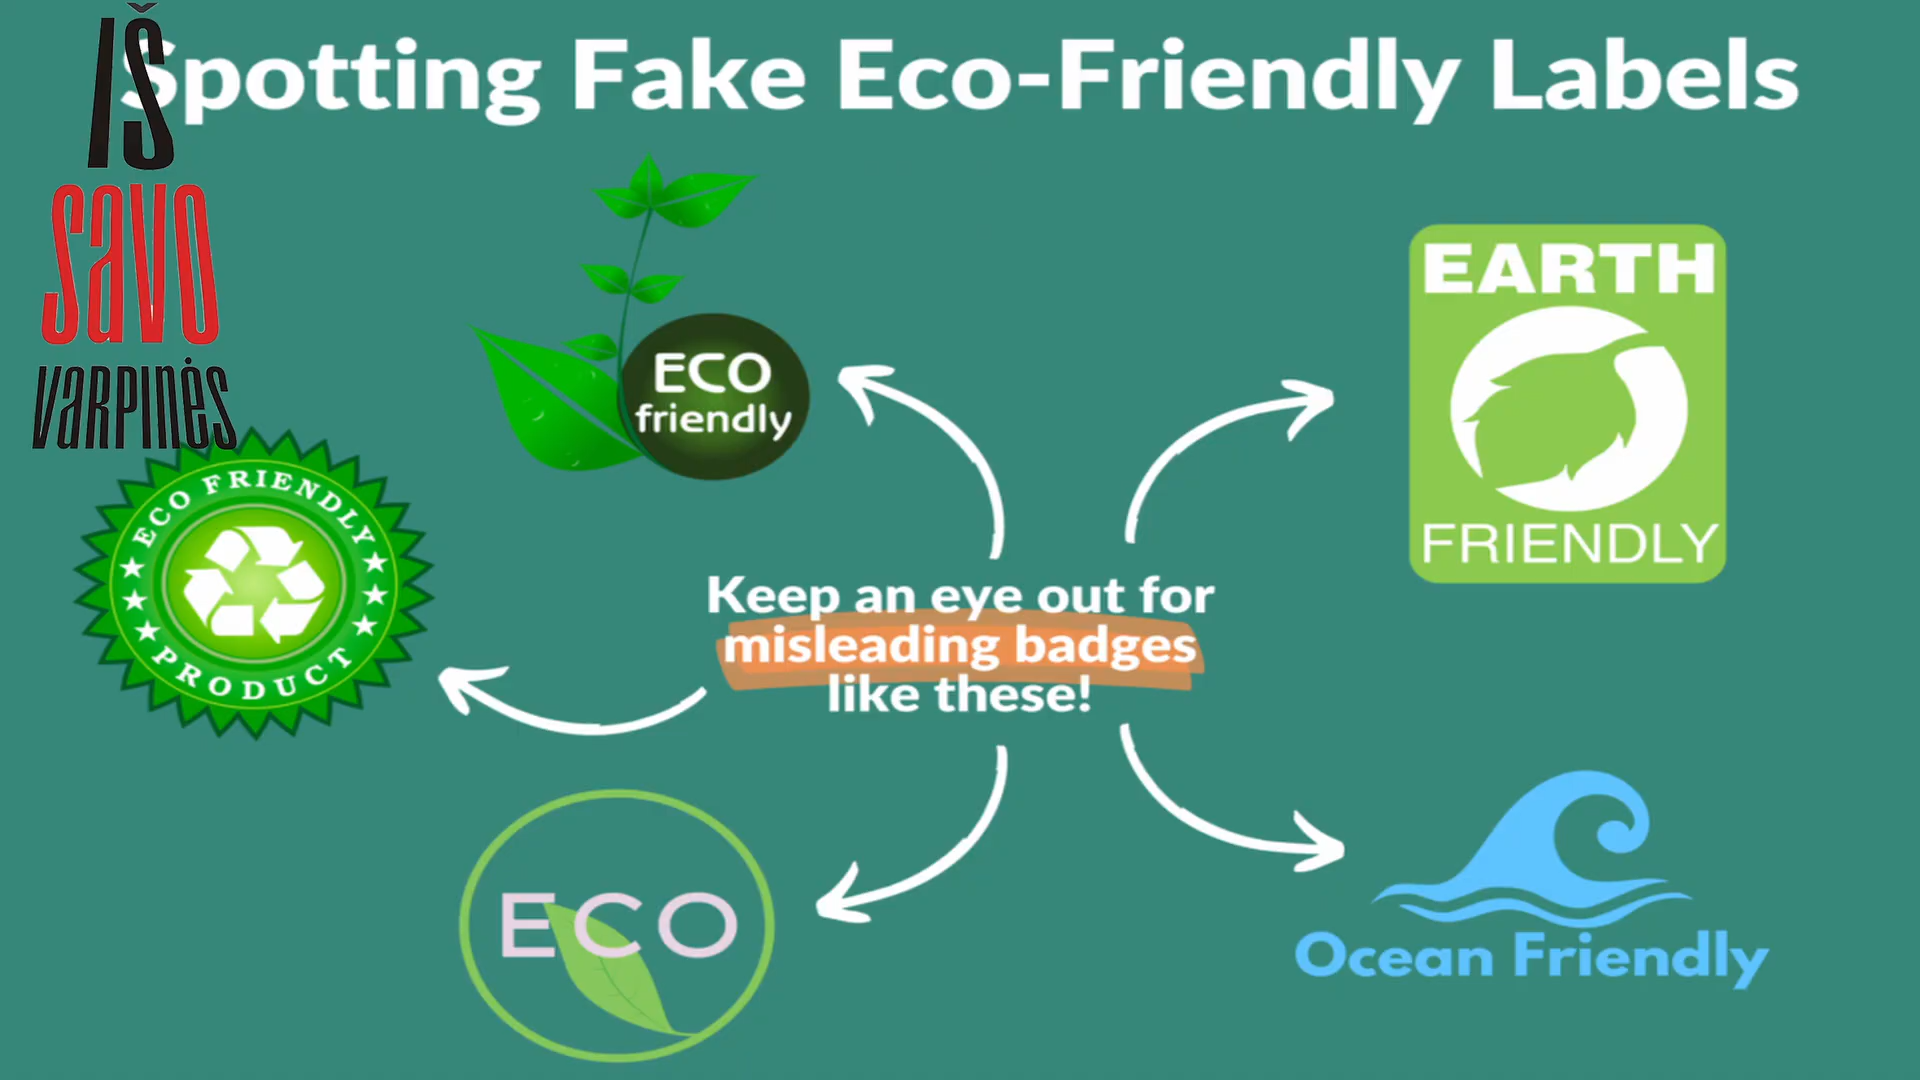 IŠ
savo
varpinės
Spotting Fake Eco-Friendly Labels
ECO
friendly
EARTH
FRIENDLY
ECO FRIENDLY
PRODUCT
Keep an eye out for
misleading badges
like these!
ECO
Ocean Friendly